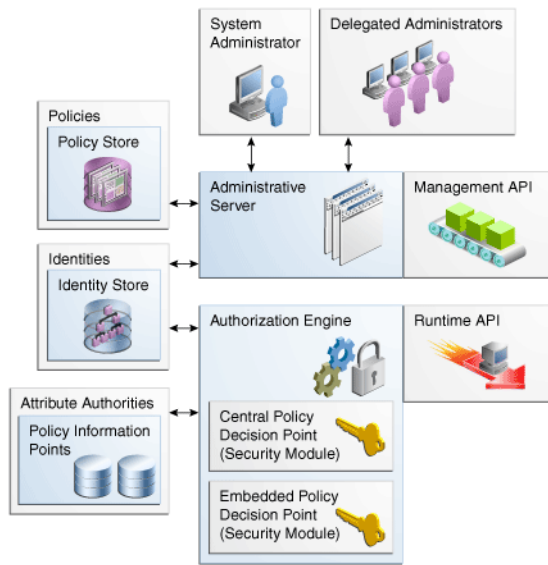 System
Administrator
Delegated Administrators
Policies
Policy Store
Administrative
Server
Management API
Identities
Identity Store
Authorization Engine
Runtime API
Attribute Authorities
Policy Information
Points
Central Policy
Decision Point
(Security Module)
Embedded Policy
Decision Point
(Security Module)